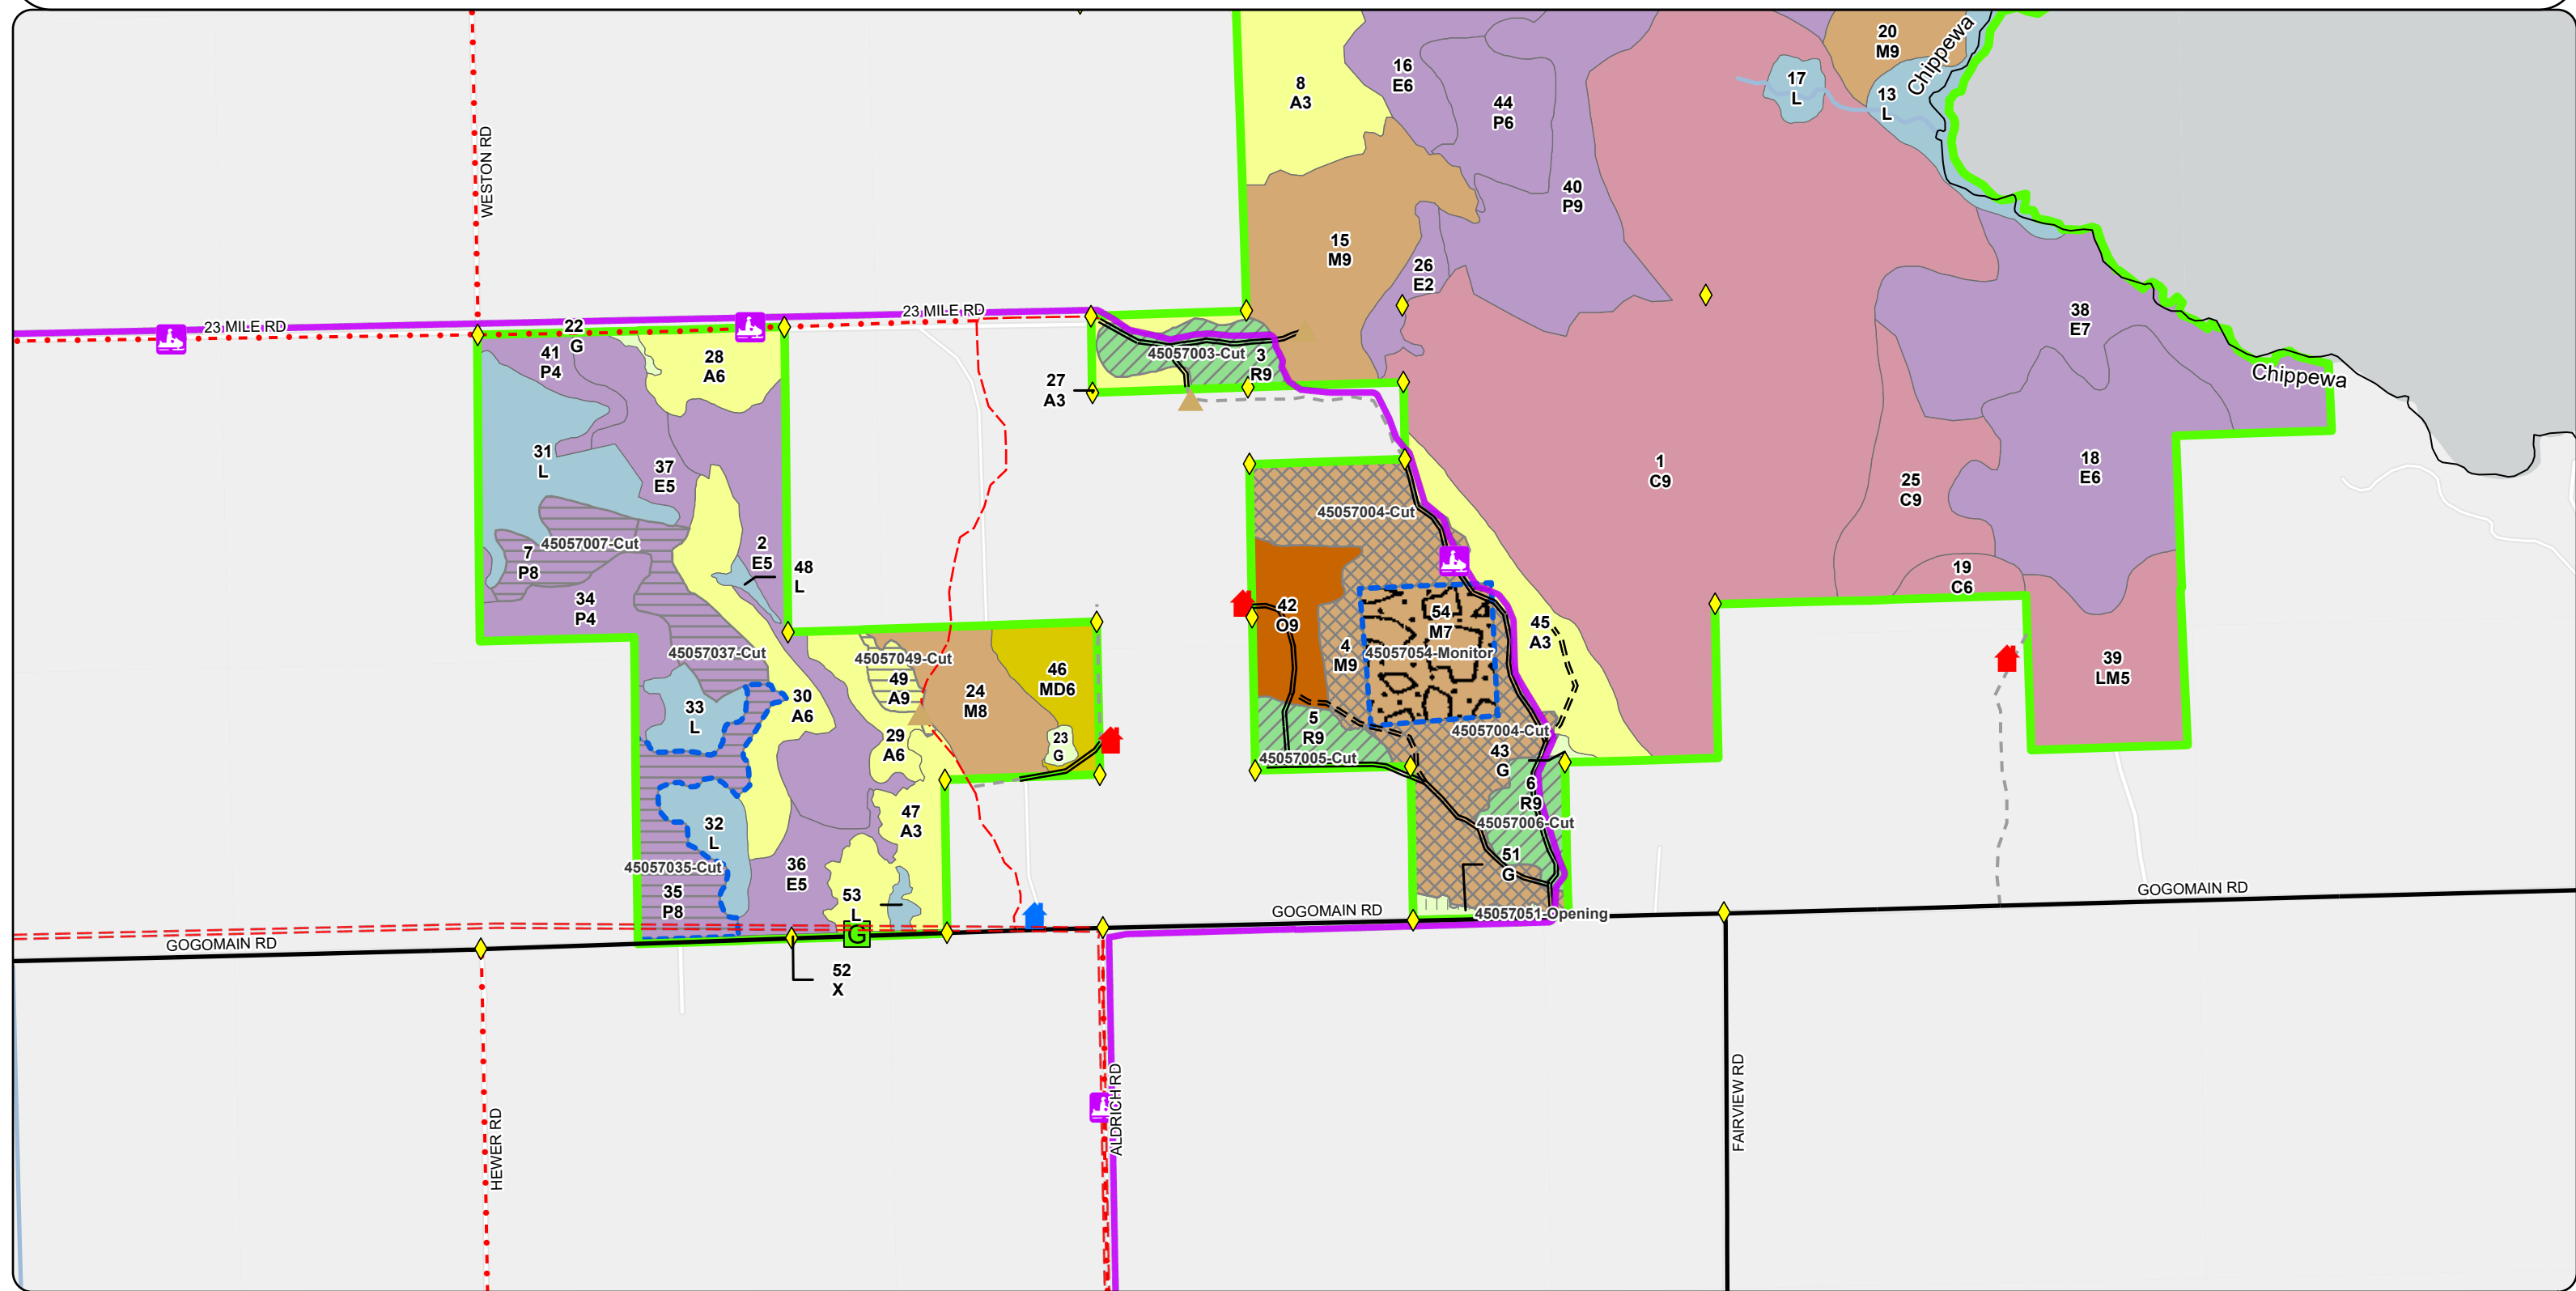 20
M9
Chippewa
8
A3
16
E6
44
P6
17
L
13
L
WESTON RD
40
P9
15
M9
26
E2
38
E7
23 MILE RD
23 MILE RD
22
G
41
P4
28
A6
45057003-Cut
3
R9
27
A3
Chippewa
31
L
37
E5
1
C9
25
C9
18
E6
45057004-Cut
45057007-Cut
7
P8
2
E5
48
L
19
C6
34
P4
42
O9
54
M7
45
A3
45057037-Cut
45057049-Cut
4
M9
45057054-Monitor
49
A9
46
MD6
39
LM5
24
M8
30
A6
33
L
5
R9
45057004-Cut
29
A6
23
G
45057005-Cut
43
G
6
R9
47
A3
32
L
45057006-Cut
45057035-Cut
36
E5
51
G
35
P8
53
L
GOGOMAIN RD
GOGOMAIN RD
45057051-Opening
GOGOMAIN RD
G
52
X
HEWER RD
ALDRICH RD
FAIRVIEW RD